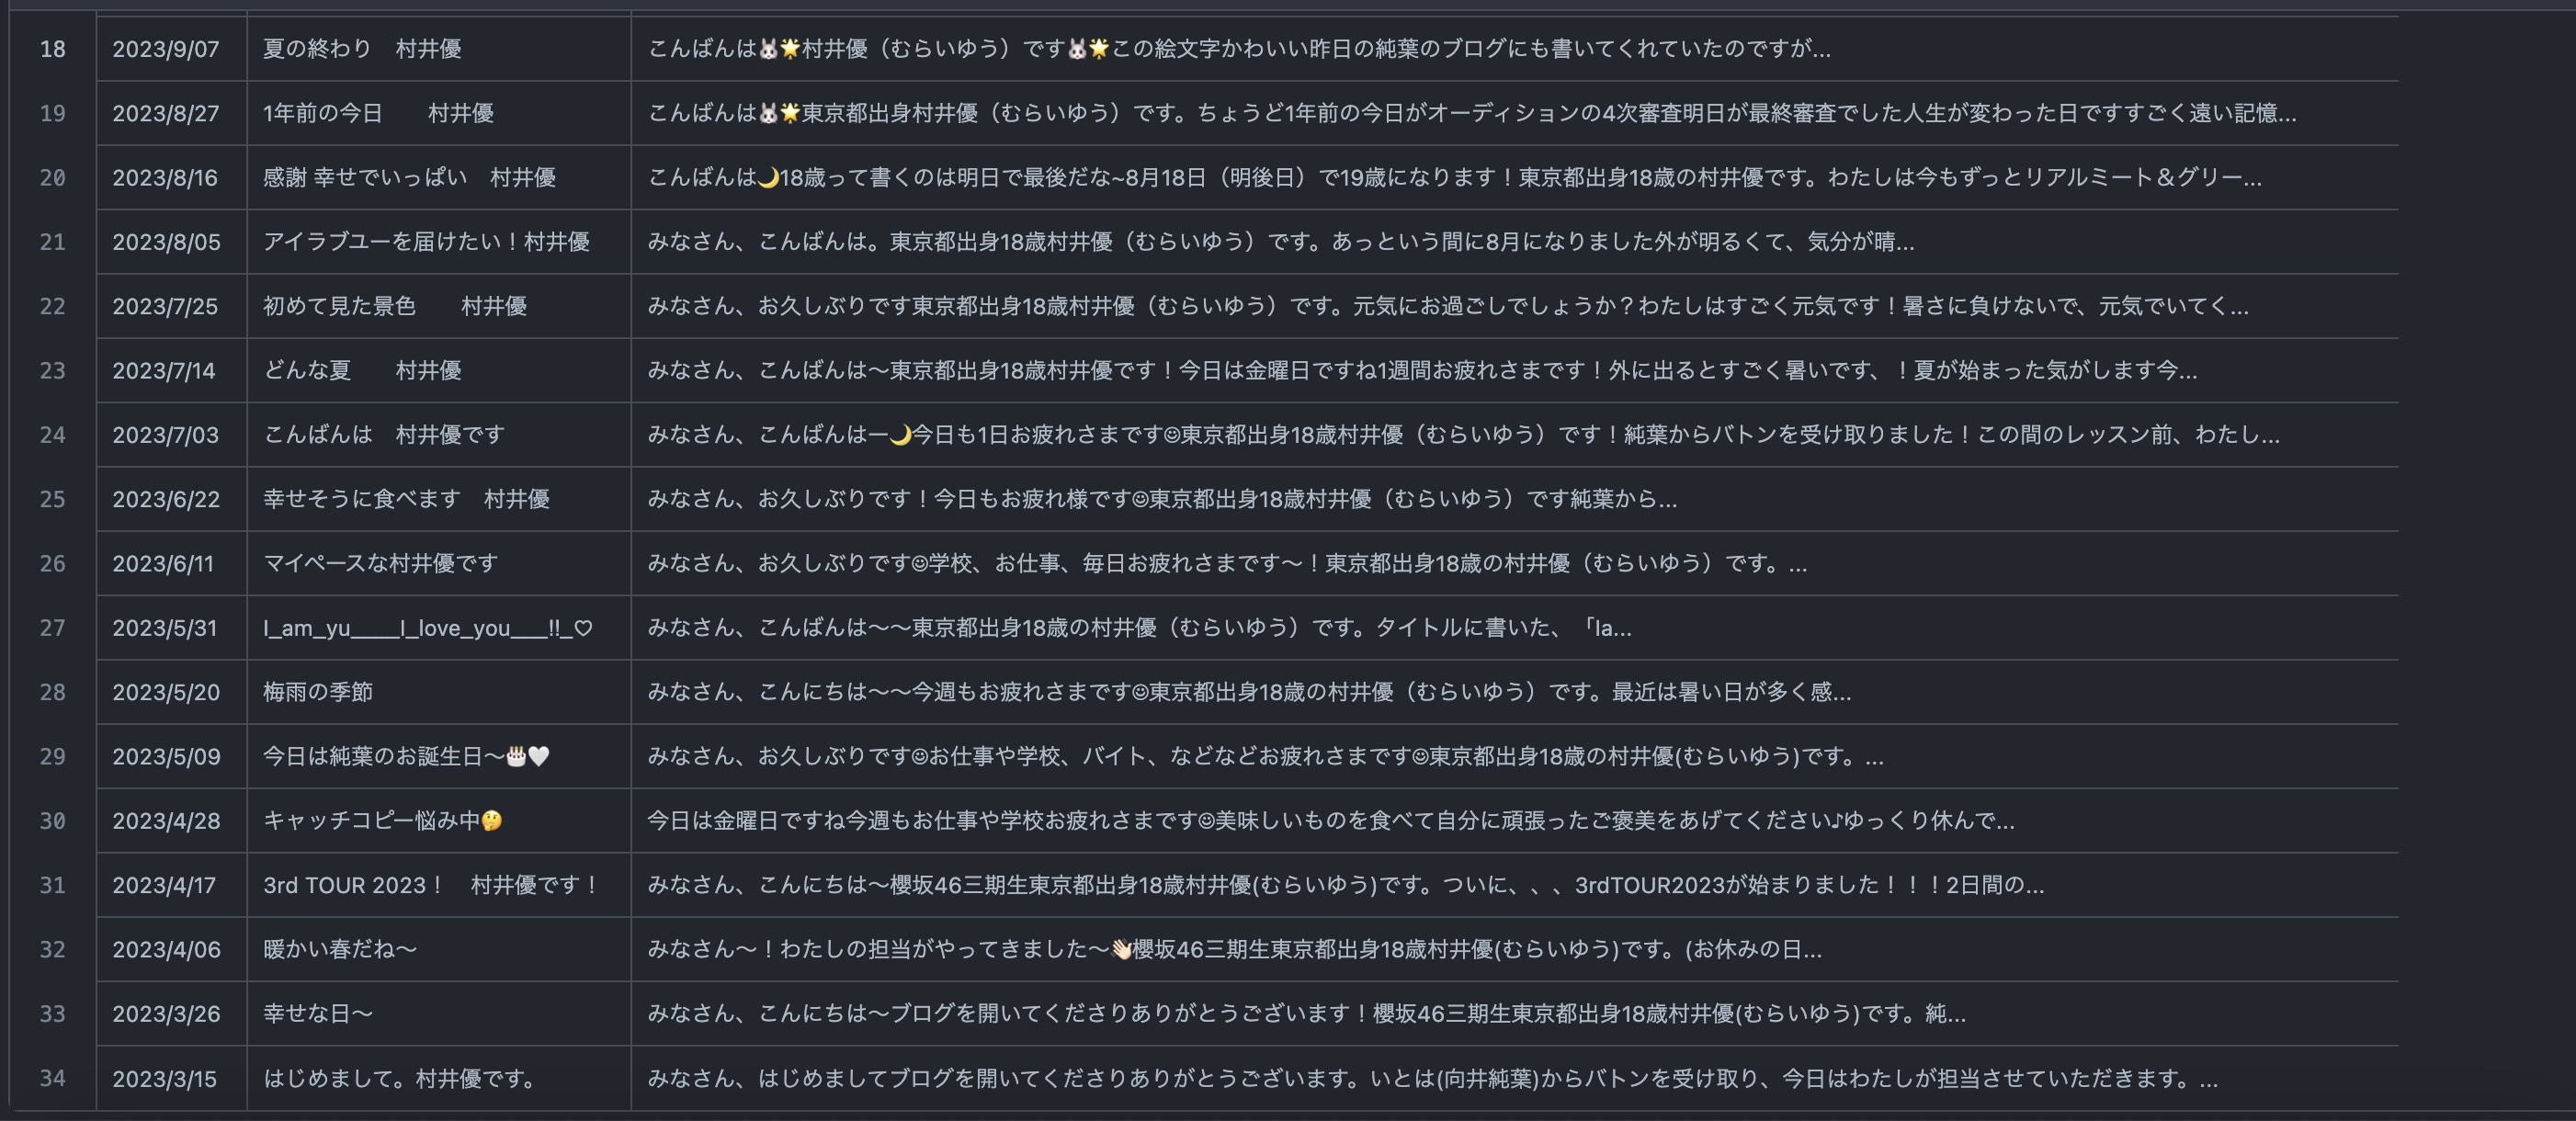 18 2023/9/07 夏の終わり　村井優 こんばんは🐰🌟村井優（むらいゆう）です🐰🌟この絵文字かわいい昨日の純葉のブログにも書いてくれていたのですが...
19 2023/8/27 1年前の今日　　村井優 こんばんは🐰🌟東京都出身村井優（むらいゆう）です。ちょうど1年前の今日がオーディションの4次審査明日が最終審査でした人生が変わった日ですすごく遠い記憶...
20 2023/8/16 感謝 幸せでいっぱい　村井優 こんばんは🌙18歳って書くのは明日で最後だな~8月18日（明後日）で19歳になります！東京都出身18歳の村井優です。わたしは今もずっとリアルミート＆グリー...
21 2023/8/05 アイラブユーを届けたい！村井優 みなさん、こんばんは。東京都出身18歳村井優（むらいゆう）です。あっという間に8月になりました外が明るくて、気分が晴...
22 2023/7/25 初めて見た景色　　村井優 みなさん、お久しぶりです東京都出身18歳村井優（むらいゆう）です。元気にお過ごしでしょうか？わたしはすごく元気です！暑さに負けないで、元気でいてく...
23 2023/7/14 どんな夏　　村井優 みなさん、こんばんは〜東京都出身18歳村井優です！今日は金曜日ですね1週間お疲れさまです！外に出るとすごく暑いです、！夏が始まった気がします今...
24 2023/7/03 こんばんは　村井優です みなさん、こんばんはー🌙今日も1日お疲れさまです☺東京都出身18歳村井優（むらいゆう）です！純葉からバトンを受け取りました！この間のレッスン前、わたし...
25 2023/6/22 幸せそうに食べます　村井優 みなさん、お久しぶりです！今日もお疲れ様です☺東京都出身18歳村井優（むらいゆう）です純葉から...
26 2023/6/11 マイペースな村井優です みなさん、お久しぶりです☺学校、お仕事、毎日お疲れさまです〜！東京都出身18歳の村井優（むらいゆう）です。...
27 2023/5/31 I_am_yu____I_love_you___!!_♡ みなさん、こんばんは〜〜東京都出身18歳の村井優（むらいゆう）です。タイトルに書いた、「Ia...
28 2023/5/20 梅雨の季節 みなさん、こんにちは〜〜今週もお疲れさまです☺東京都出身18歳の村井優（むらいゆう）です。最近は暑い日が多く感...
29 2023/5/09 今日は純葉のお誕生日〜🎂🤍 みなさん、お久しぶりです☺お仕事や学校、バイト、などなどお疲れさまです☺東京都出身18歳の村井優(むらいゆう)です。...
30 2023/4/28 キャッチコピー悩み中🤔 今日は金曜日ですね今週もお仕事や学校お疲れさまです☺美味しいものを食べて自分に頑張ったご褒美をあげてください♪ゆっくり休んで...
31 2023/4/17 3rd TOUR 2023！　村井優です！ みなさん、こんにちは〜櫻坂46三期生東京都出身18歳村井優(むらいゆう)です。ついに、、、3rdTOUR2023が始まりました！！！2日間の...
32 2023/4/06 暖かい春だね〜 みなさん〜！わたしの担当がやってきました〜👋🏻櫻坂46三期生東京都出身18歳村井優(むらいゆう)です。(お休みの日...
33 2023/3/26 幸せな日〜 みなさん、こんにちは〜ブログを開いてくださりありがとうございます！櫻坂46三期生東京都出身18歳村井優(むらいゆう)です。純...
34 2023/3/15 はじめまして。村井優です。 みなさん、はじめましてブログを開いてくださりありがとうございます。いとは(向井純葉)からバトンを受け取り、今日はわたしが担当させていただきます。...